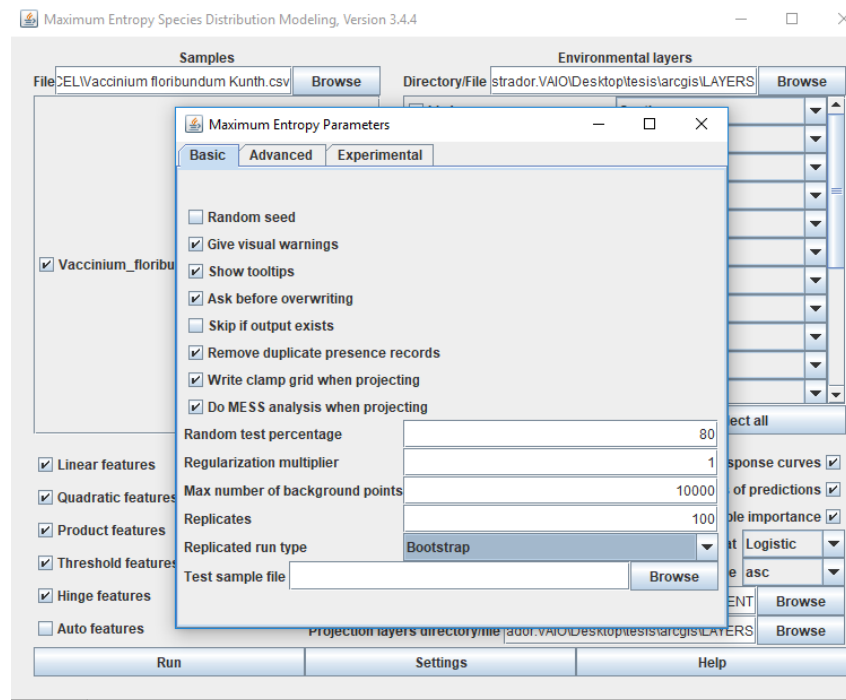 Maximum Entropy Species Distribution Modeling, Version 3.4.4
Samples
Environmental layers
File CEL\Vaccinium floribundum Kunth.csv Browse
Directory/File strador.VAIO\Desktop\tesis\arcgis\LAYERS Browse
Maximum Entropy Parameters
Basic Advanced Experimental
Random seed
Give visual warnings
Show tooltips
Vaccinium_floribu
Ask before overwriting
Skip if output exists
Remove duplicate presence records
Write clamp grid when projecting
Do MESS analysis when projecting
Random test percentage 80
ect all
Regularization multiplier 1
Linear features
sponse curves
Max number of background points 10000
Quadratic features
of predictions
Replicates 100
Product features
ble importance
Replicated run type Bootstrap
at Logistic
Threshold features
Test sample file Browse
e asc
Hinge features
ENT Browse
Auto features
Projection layers directory/file ador.VAIO\Desktop\tesis\arcgis\LAYERS Browse
Run Settings Help